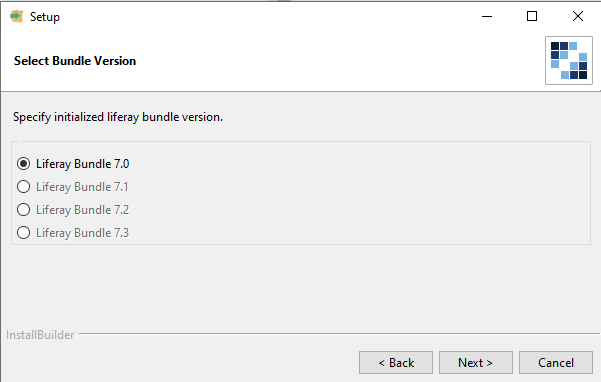 Setup
Select Bundle Version
Specify initialized liferay bundle version.
Liferay Bundle 7.0
Liferay Bundle 7.1
Liferay Bundle 7.2
Liferay Bundle 7.3
InstallBuilder
< Back Next > Cancel